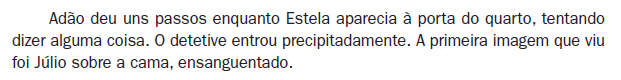 Adão deu uns passos enquanto Estela aparecia à porta do quarto, tentando
dizer alguma coisa. O detetive entrou precipitadamente. A primeira imagem que viu
foi Júlio sobre a cama, ensanguentado.